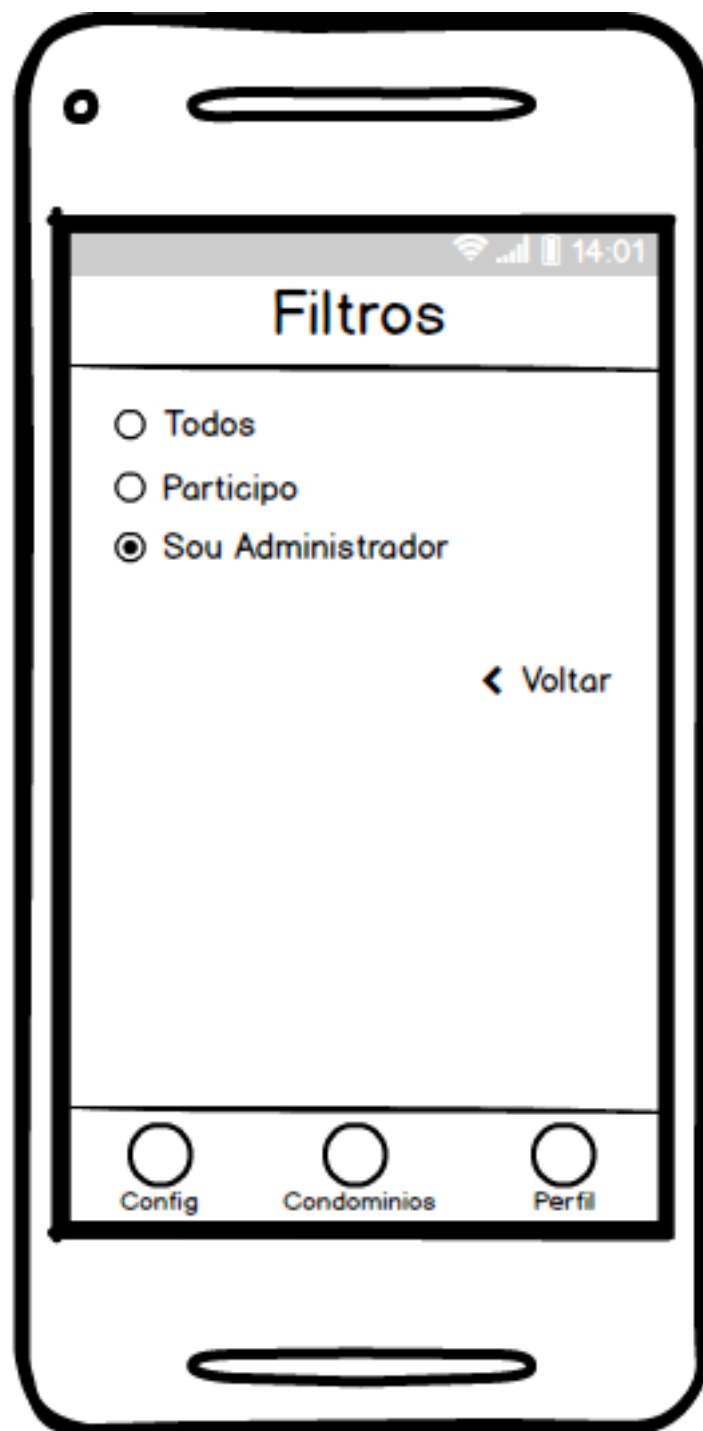 14:01
Filtros
Todos
Participo
Sou Administrador
Voltar
Config Condominios Perfil